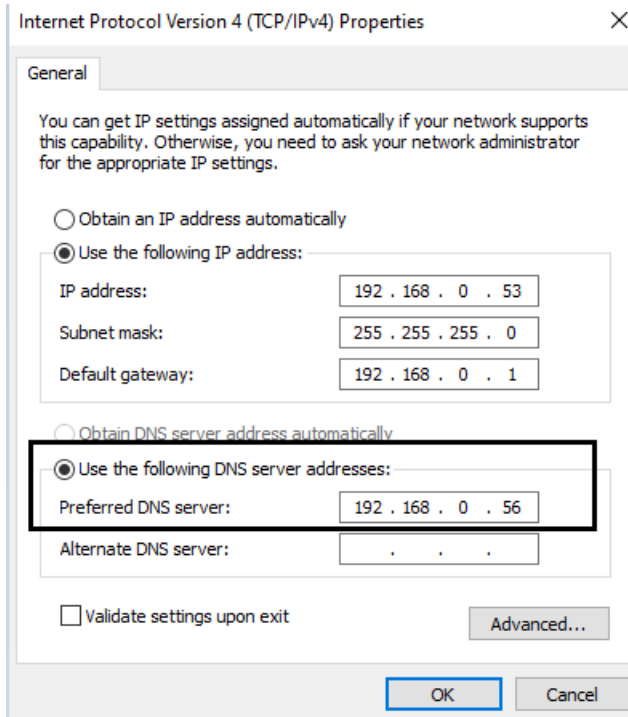 Internet Protocol Version 4 (TCP/IPv4) Properties
General
You can get IP settings assigned automatically if your network supports
this capability. Otherwise, you need to ask your network administrator
for the appropriate IP settings.
Obtain an IP address automatically
Use the following IP address:
IP address: 192 . 168 . 0 . 53
Subnet mask: 255 . 255 . 255 . 0
Default gateway: 192 . 168 . 0 . 1
Obtain DNS server address automatically
Use the following DNS server addresses:
Preferred DNS server: 192 . 168 . 0 . 56
Alternate DNS server: . . .
Validate settings upon exit
Advanced...
OK Cancel